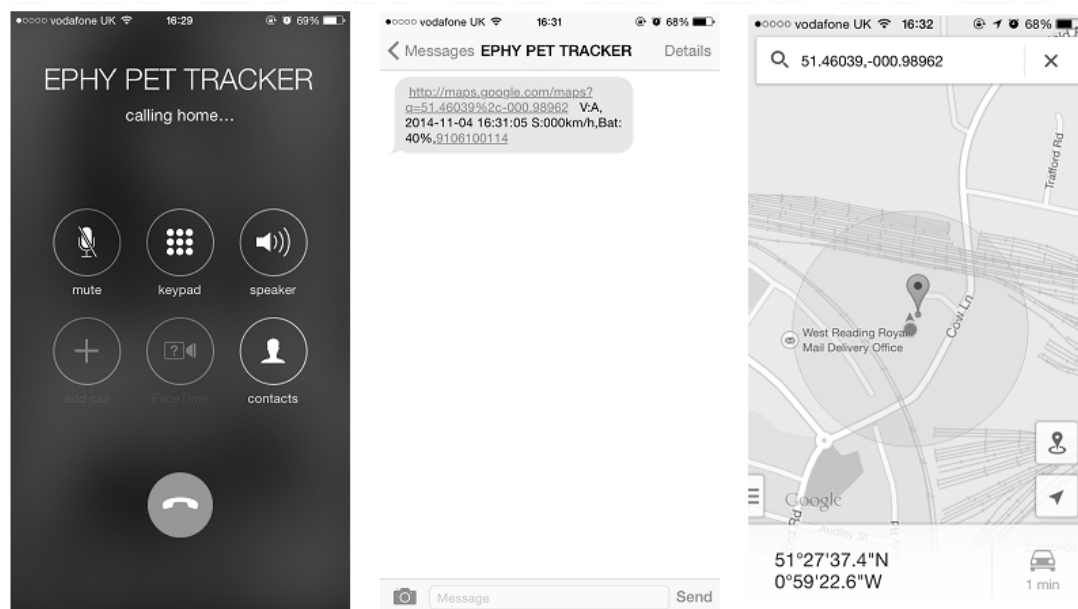 vodafone UK 16:29 69%
EPHY PET TRACKER
calling home...
mute keypad speaker
add call FaceTime contacts
vodafone UK 16:31 68%
Messages EPHY PET TRACKER Details
http://maps.google.com/maps?
q=51.46039%2c-000.98962 V:A,
2014-11-04 16:31:05 S:000km/h,Bat:
40%,9106100114
Message Send
vodafone UK 16:32 68%
51.46039,-000.98962
Trafford Rd
Cow Ln
West Reading Royal
Mail Delivery Office
Google
Audley St
51°27'37.4"N
0°59'22.6"W
1 min